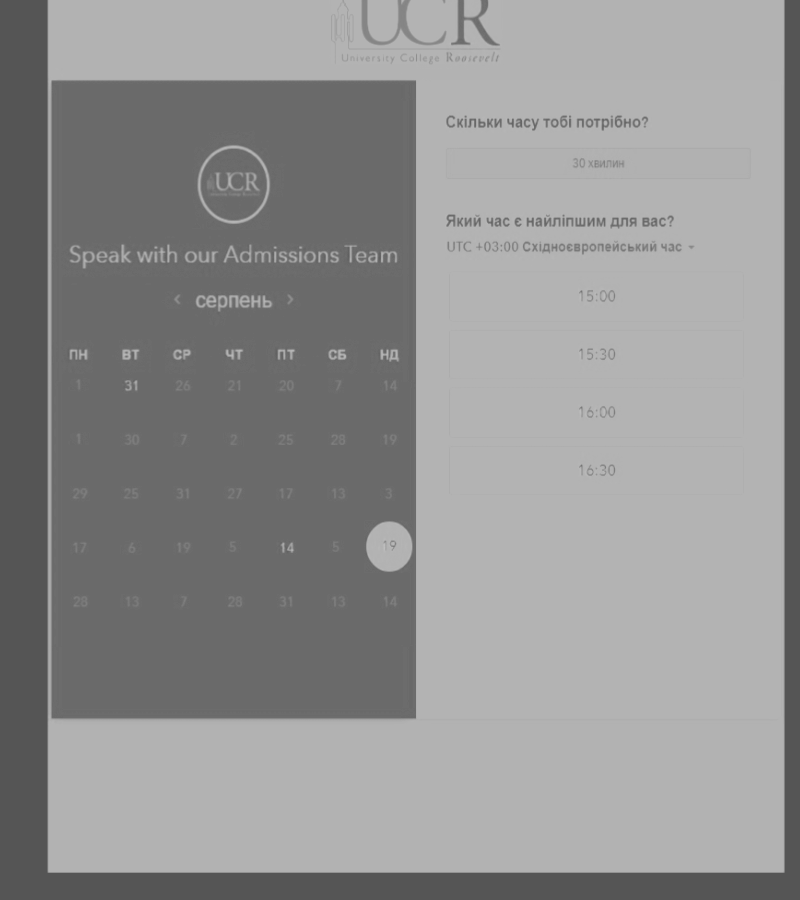 UCR
University College Roosevelt
UCR
Speak with our Admissions Team
серпень
ПН ВТ СР ЧТ ПТ СБ НД
1 31 26 21 20 7 14
1 30 7 2 25 28 19
29 25 31 27 17 13 3
17 6 19 5 14 5 19
28 13 7 28 31 13 14
Скільки часу тобі потрібно?
30 хвилин
Який час є найліпшим для вас?
UTC +03:00 Східноєвропейський час
15:00
15:30
16:00
16:30